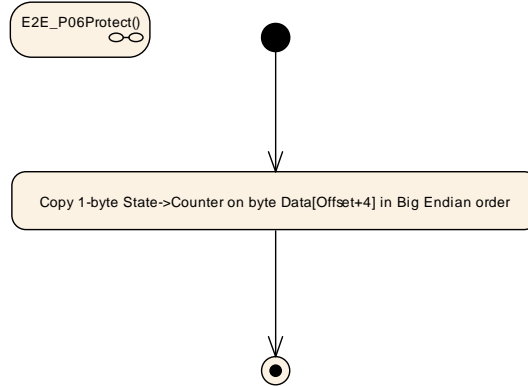 E2E_P06Protect()
Copy 1-byte State->Counter on byte Data[Offset+4] in Big Endian order